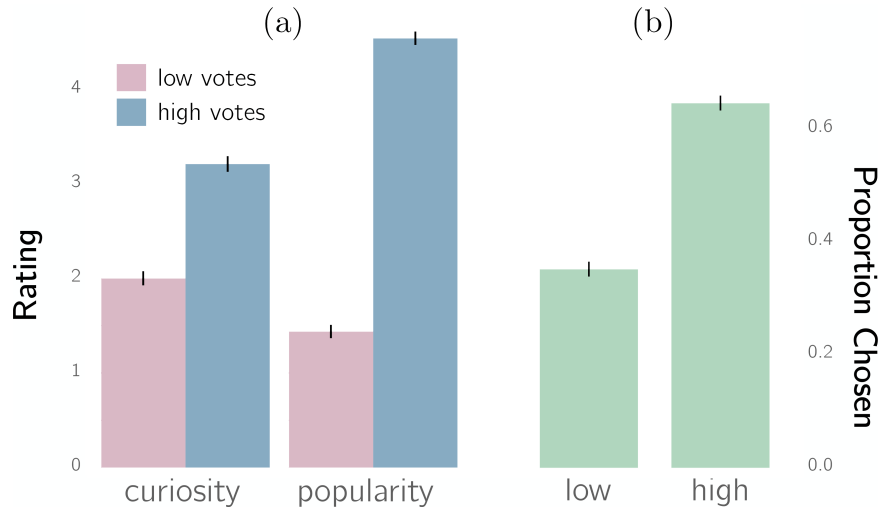 (a)
(b)
low votes
high votes
Rating
4
3
2
1
0
curiosity
popularity
0.6
0.4
0.2
0.0
Proportion Chosen
low
high